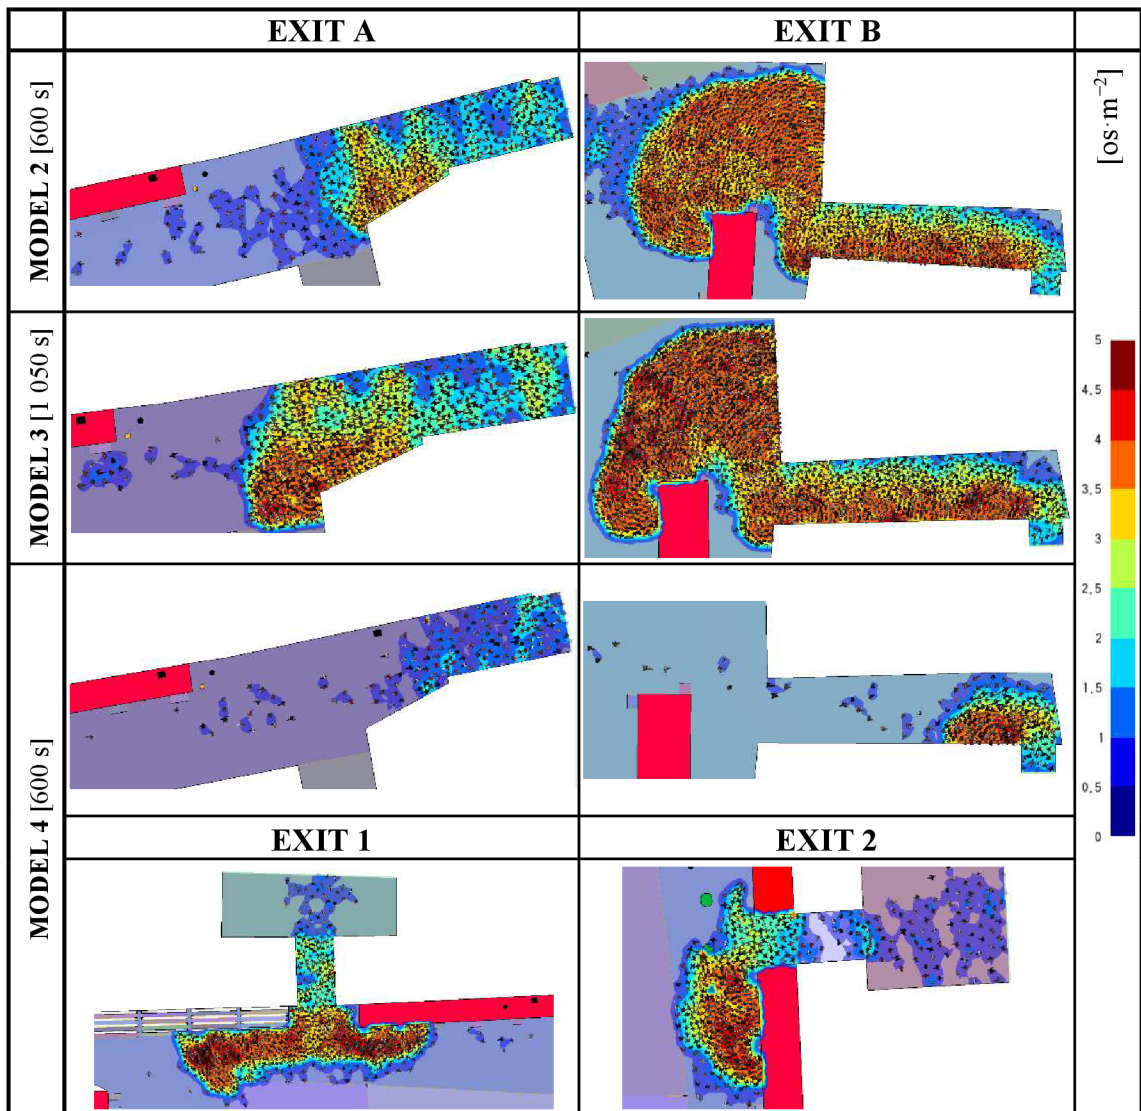 EXIT A
EXIT B
MODEL 2 [600 s]
[os·m⁻²]
MODEL 3 [1 050 s]
5
4.5
4
3,5
3
2,5
2
1,5
1
0.5
0
MODEL 4 [600 s]
EXIT 1
EXIT 2